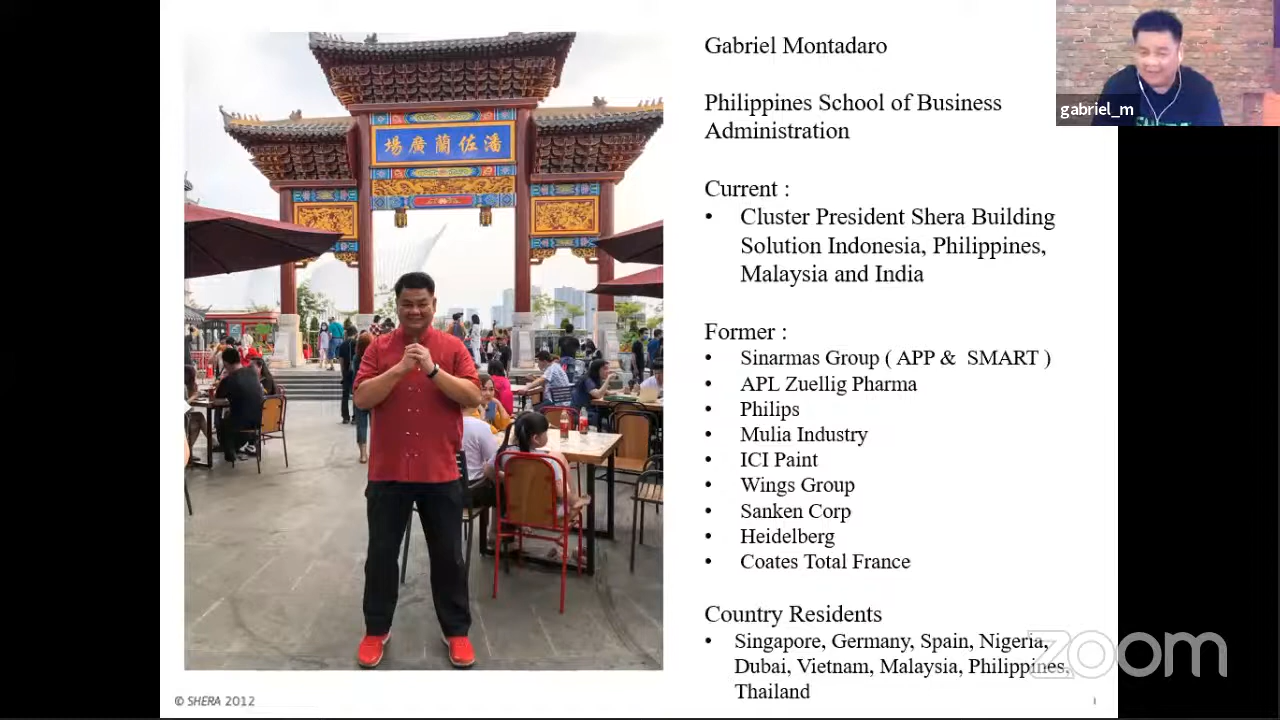 Gabriel Montadaro
gabriel_m
Philippines School of Business
Administration
場廣蘭佐潘
Current :
• Cluster President Shera Building
Solution Indonesia, Philippines,
Malaysia and India
Former :
• Sinarmas Group ( APP & SMART )
• APL Zuellig Pharma
• Philips
• Mulia Industry
• ICI Paint
• Wings Group
• Sanken Corp
• Heidelberg
• Coates Total France
Country Residents
• Singapore, Germany, Spain, Nigeria,
Dubai, Vietnam, Malaysia, Philippines,
Thailand
zoom
© SHERA 2012